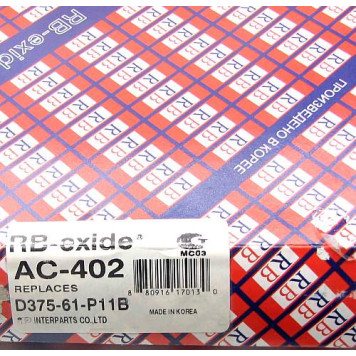 RB-exide
ПРОИЗВЕДЕНО В КОРЕЕ
RB-exide®
MC03
AC-402
REPLACES
D375-61-P11B
8 80916 17013 0
INTERPARTS CO.,LTD
MADE IN KOREA